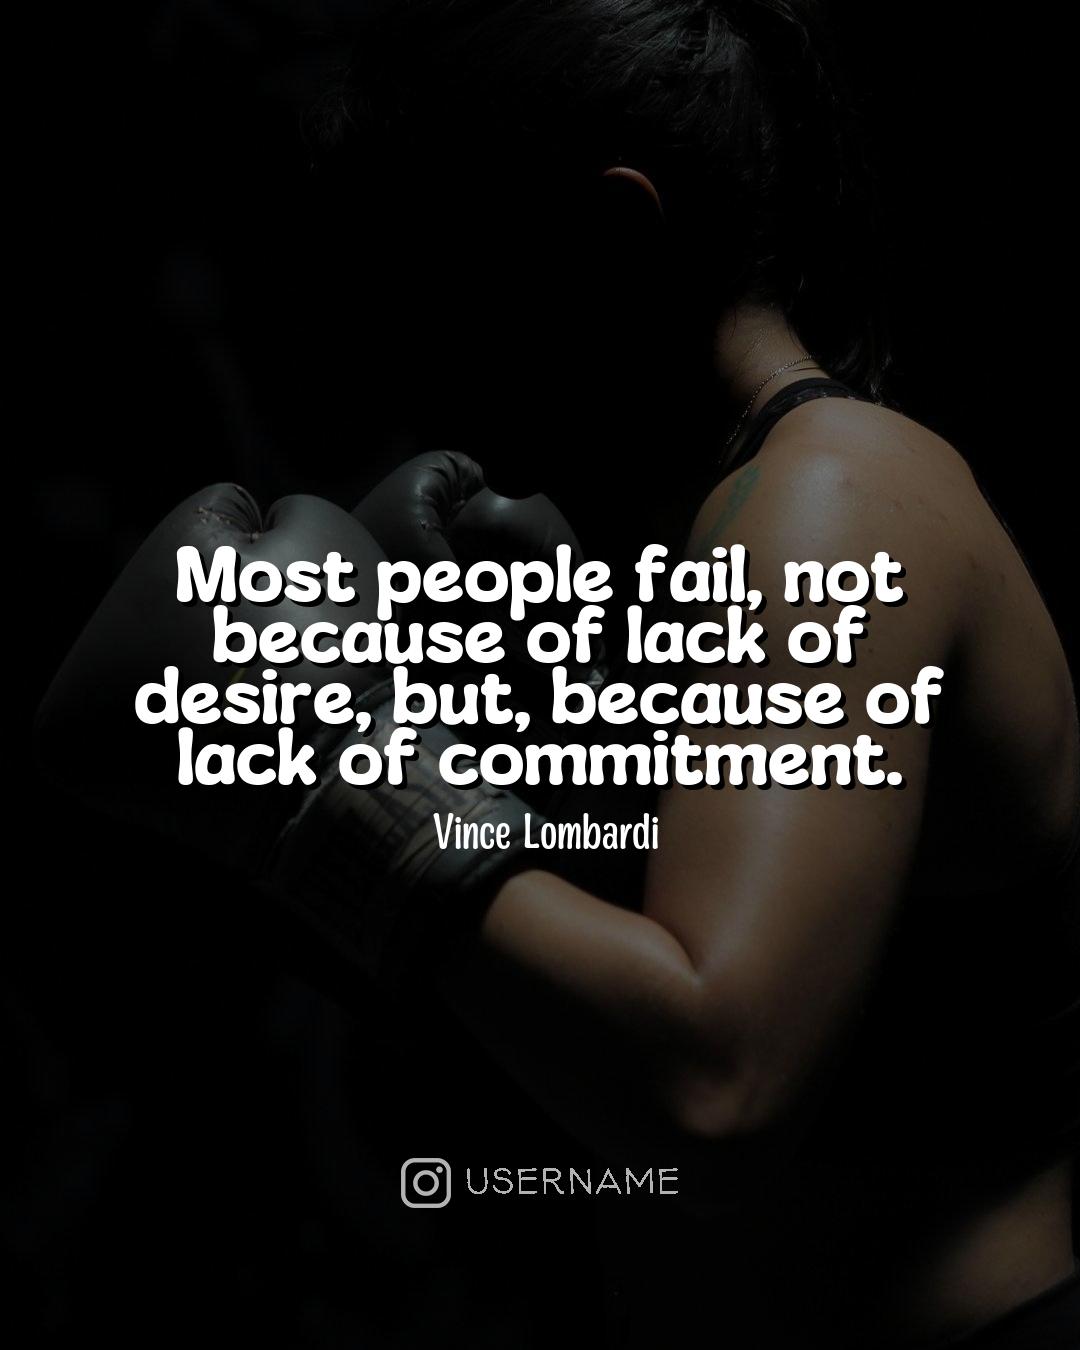 Most people fail, not
because of lack of
desire, but, because of
lack of commitment.
Vince Lombardi
USERNAME